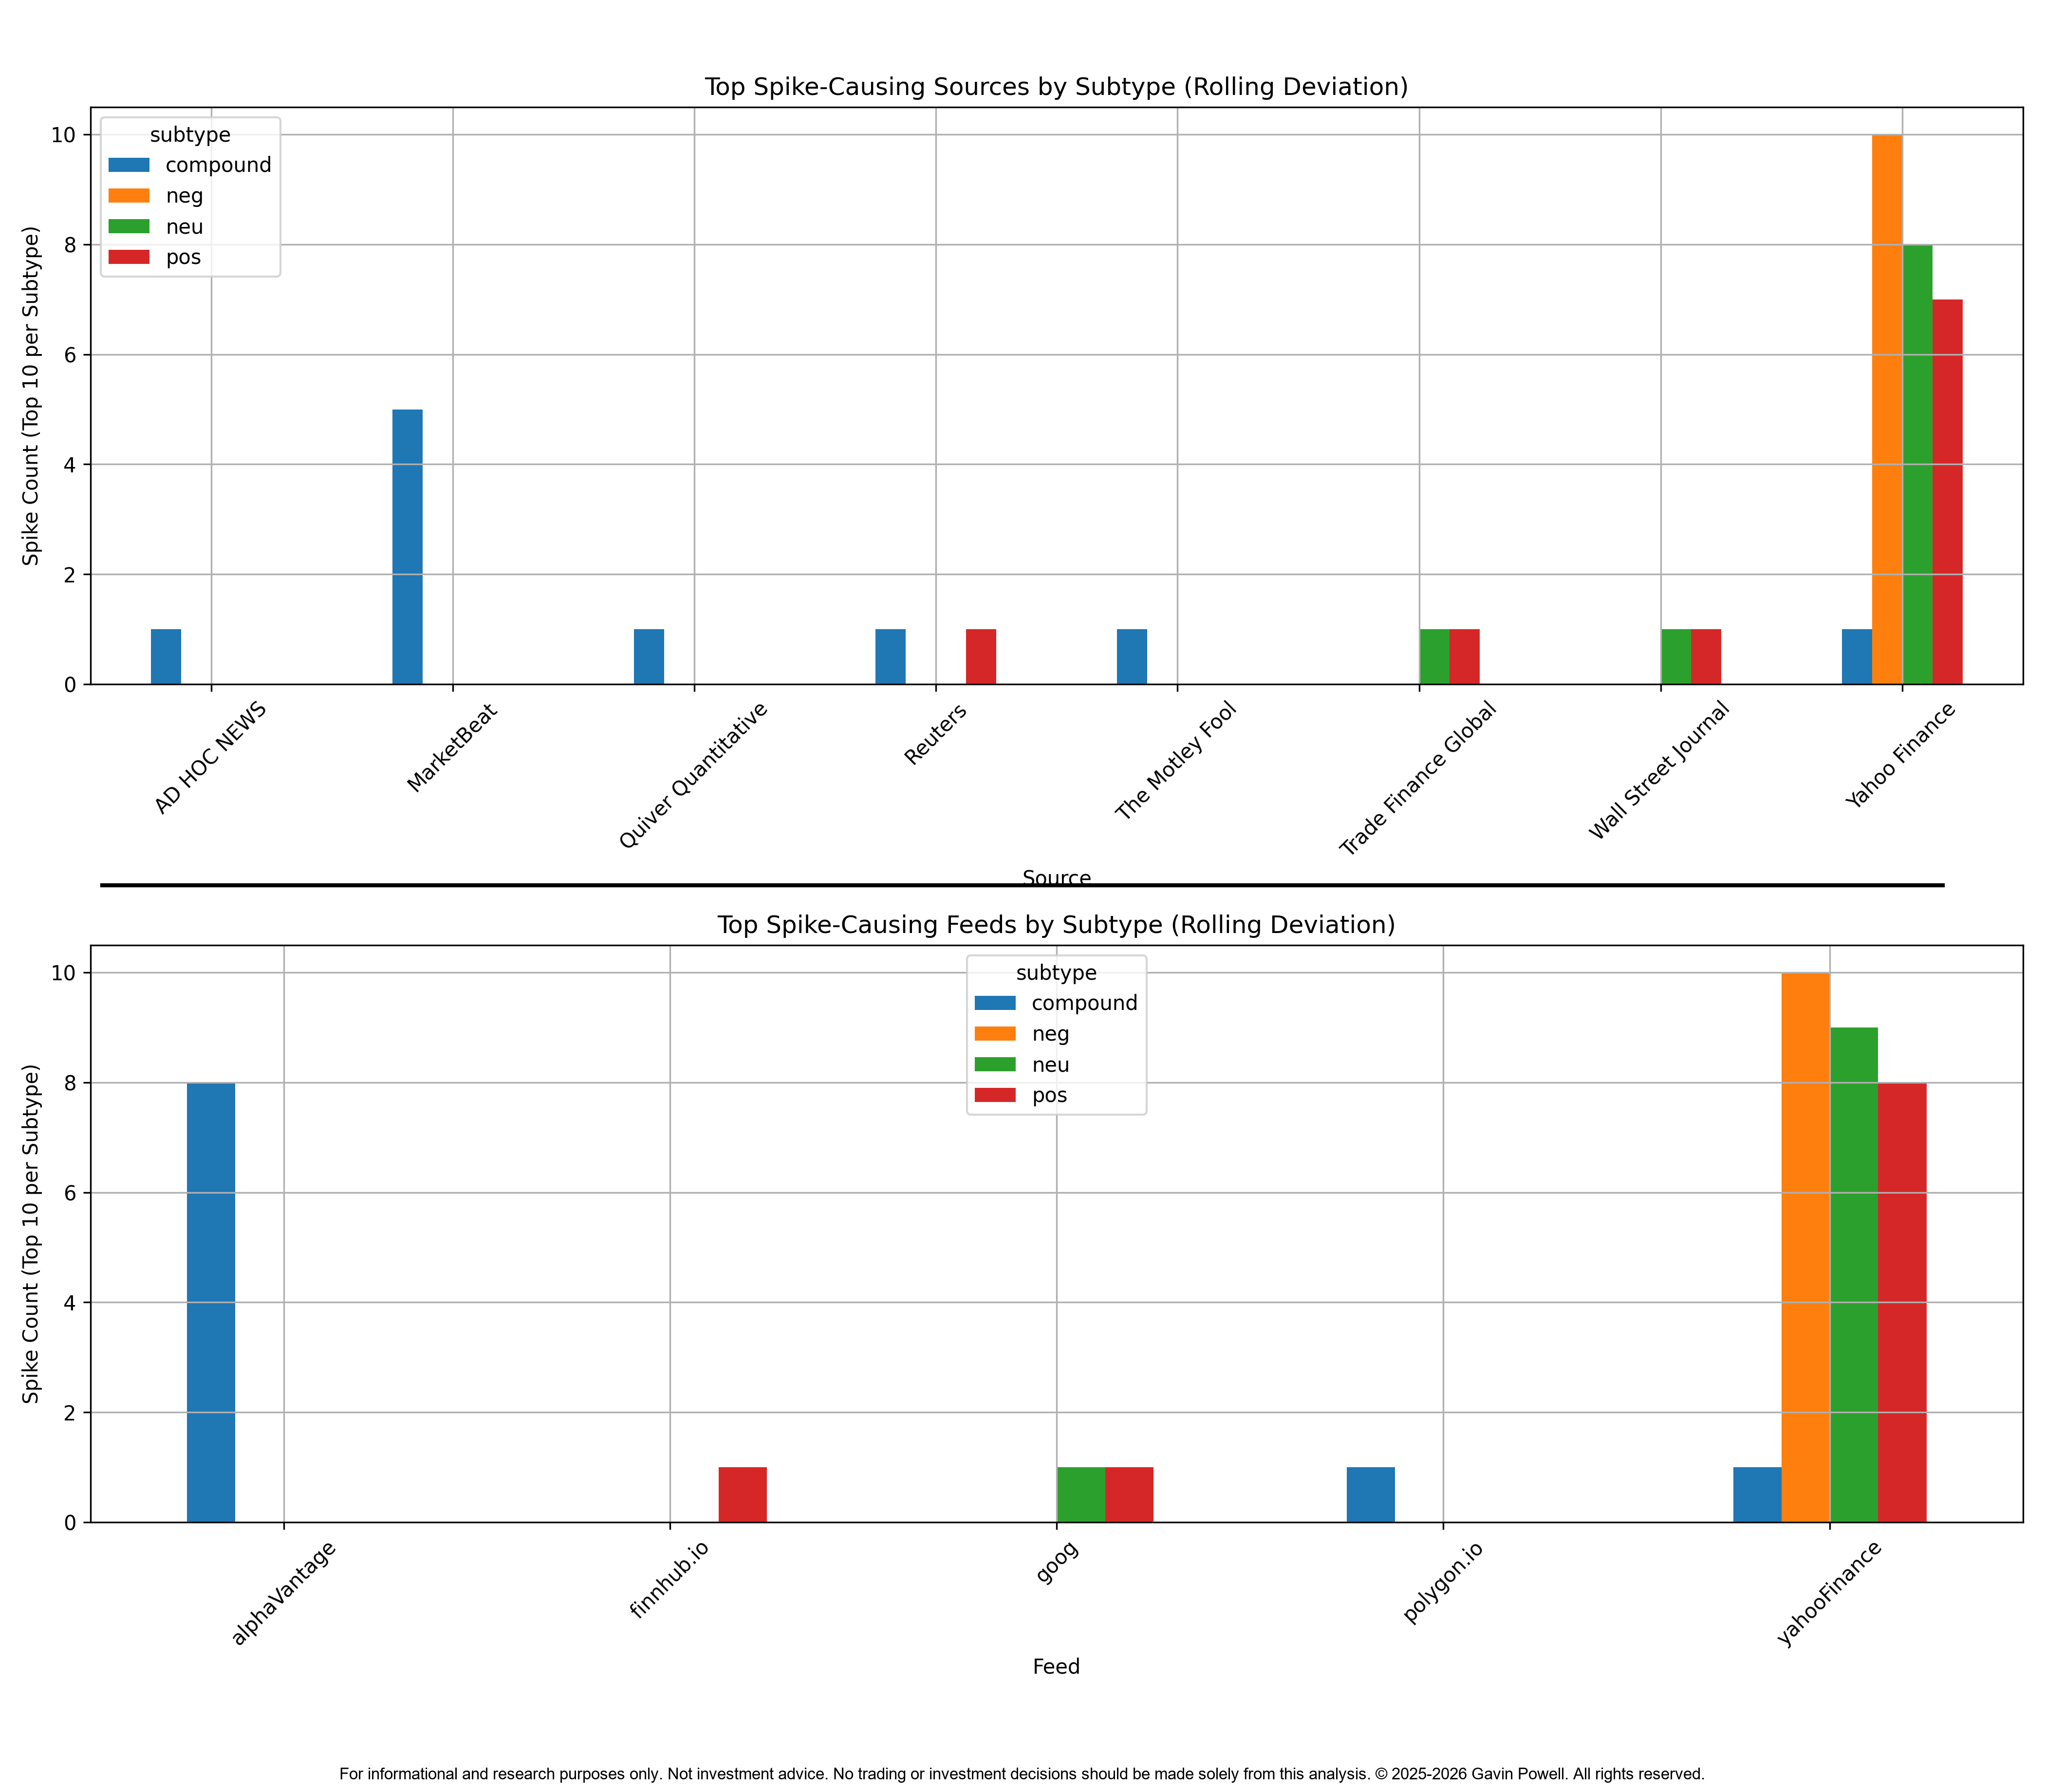 Top Spike-Causing Sources by Subtype (Rolling Deviation)
Spike Count (Top 10 per Subtype)
10
8
6
4
2
0
subtype
compound
neg
neu
pos
AD HOC NEWS
MarketBeat
Quiver Quantitative
Reuters
The Motley Fool
Trade Finance Global
Wall Street Journal
Yahoo Finance
Source
Top Spike-Causing Feeds by Subtype (Rolling Deviation)
Spike Count (Top 10 per Subtype)
10
8
6
4
2
0
subtype
compound
neg
neu
pos
alphaVantage
finnhub.io
goog
polygon.io
yahooFinance
Feed
For informational and research purposes only. Not investment advice. No trading or investment decisions should be made solely from this analysis. © 2025-2026 Gavin Powell. All rights reserved.